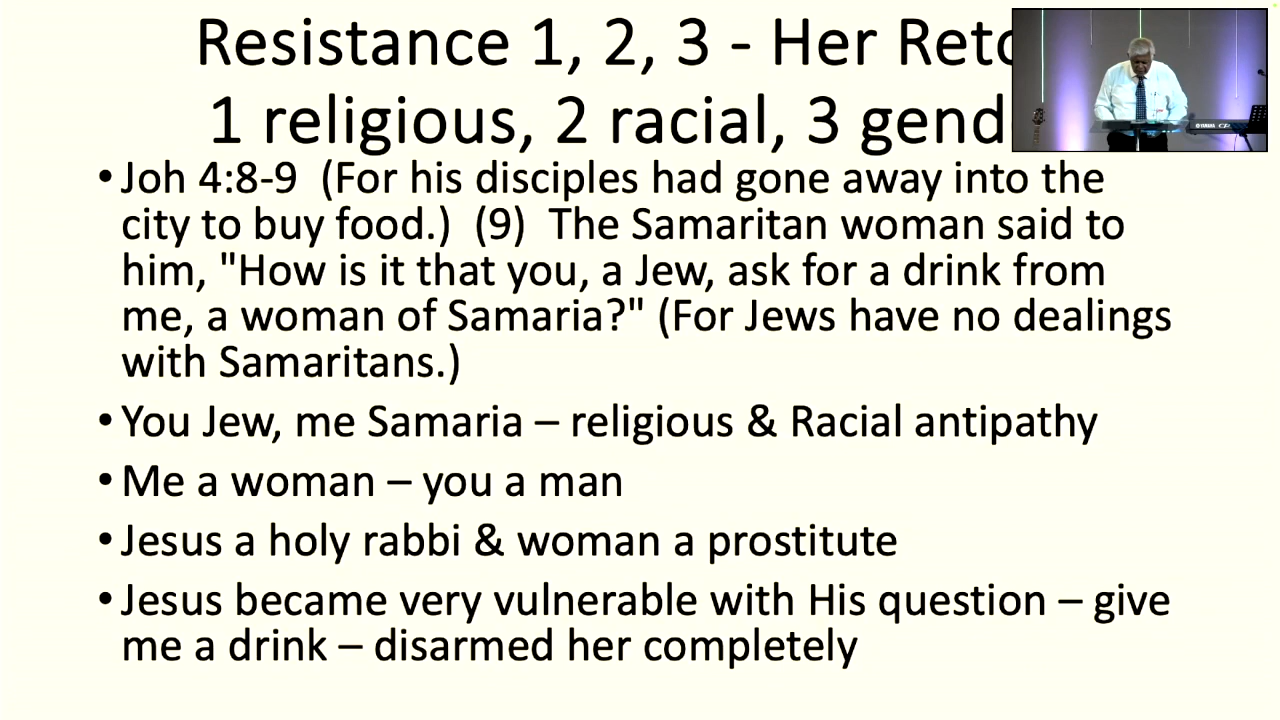 Resistance 1, 2, 3 - Her
1 religious, 2 racial, 3
•Joh 4:8-9 (For his disciples had gone away into the
city to buy food.) (9) The Samaritan woman said to
him, "How is it that you, a Jew, ask for a drink from
me, a woman of Samaria?" (For Jews have no dealings
with Samaritans.)
•You Jew, me Samaria – religious & Racial antipathy
•Me a woman – you a man
•Jesus a holy rabbi & woman a prostitute
•Jesus became very vulnerable with His question – give
me a drink – disarmed her completely
YAMAHA CP